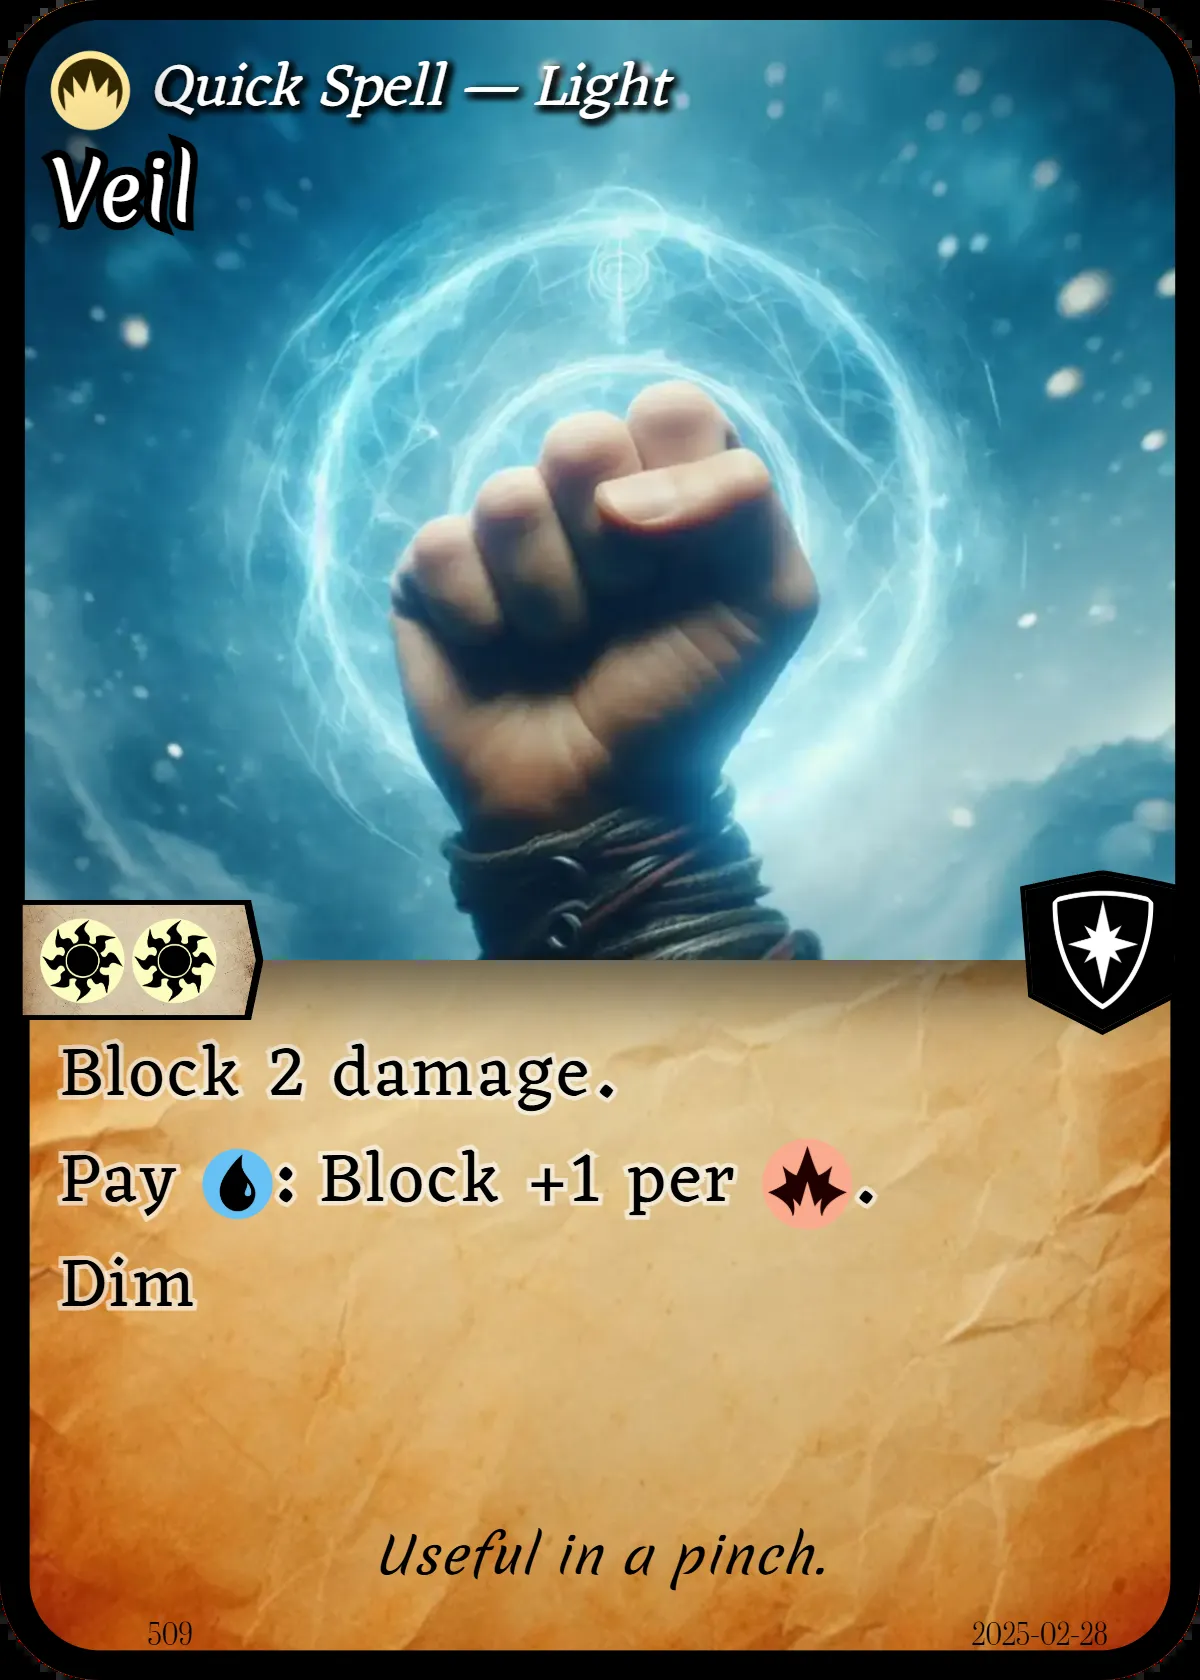 Quick Spell — Light
Veil
Block 2 damage.
Pay : Block +1 per .
Dim
Useful in a pinch.
509
2025-02-28